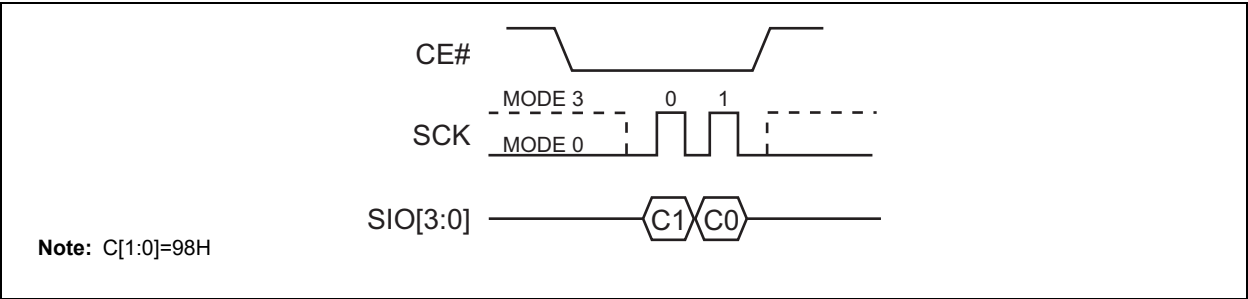 CE#
MODE 3 0 1
SCK
MODE 0
SIO[3:0] C1 C0
Note: C[1:0]=98H